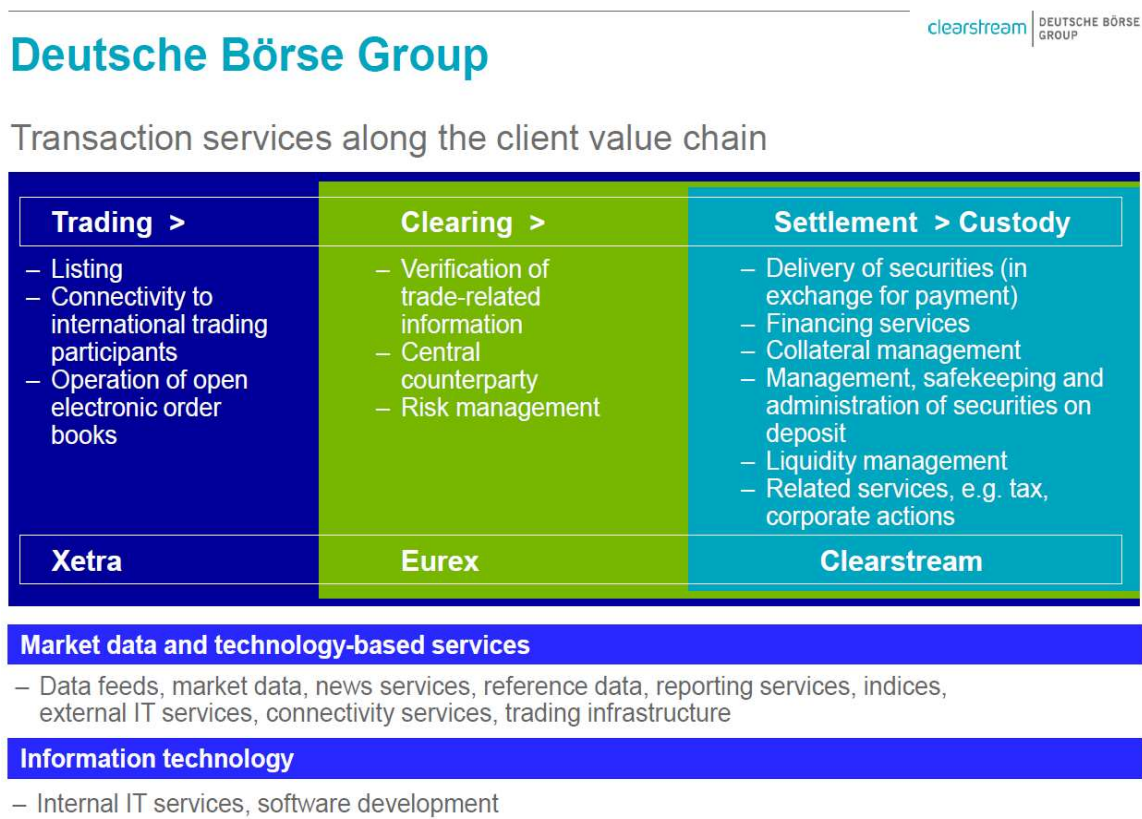 clearstream
DEUTSCHE BÖRSE
GROUP
Deutsche Börse Group
Transaction services along the client value chain
Trading >
– Listing
– Connectivity to
international trading
participants
– Operation of open
electronic order
books
Xetra
Clearing >
– Verification of
trade-related
information
– Central
counterparty
– Risk management
Eurex
Settlement > Custody
– Delivery of securities (in
exchange for payment)
– Financing services
– Collateral management
– Management, safekeeping and
administration of securities on
deposit
– Liquidity management
– Related services, e.g. tax,
corporate actions
Clearstream
Market data and technology-based services
– Data feeds, market data, news services, reference data, reporting services, indices,
external IT services, connectivity services, trading infrastructure
Information technology
– Internal IT services, software development